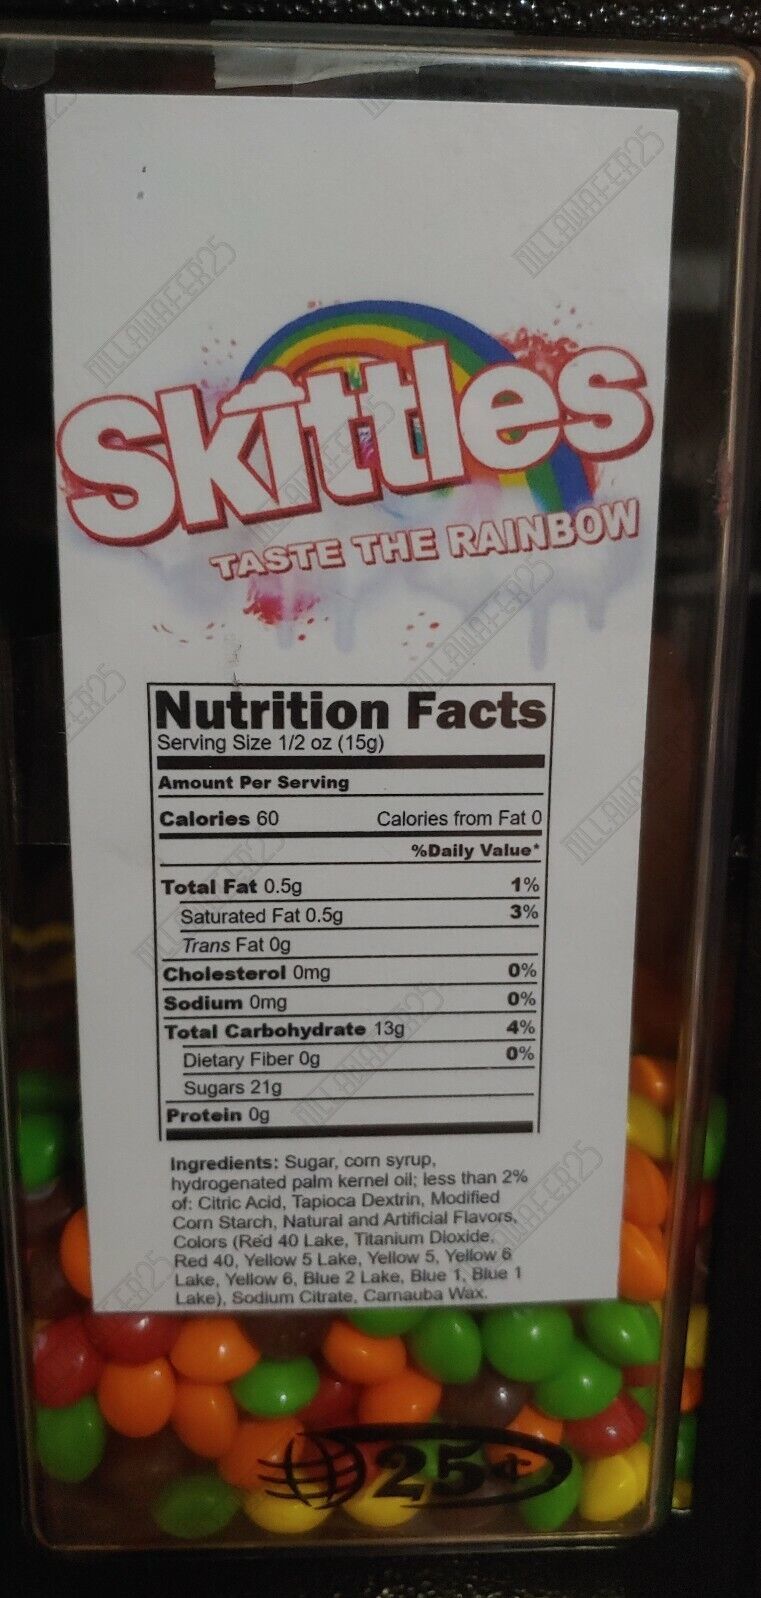 Skittles
TASTE THE RAINBOW
Nutrition Facts
Serving Size 1/2 oz (15g)
Amount Per Serving
Calories 60 Calories from Fat 0
%Daily Value*
Total Fat 0.5g 1%
Saturated Fat 0.5g 3%
Trans Fat 0g
Cholesterol 0mg 0%
Sodium 0mg 0%
Total Carbohydrate 13g 4%
Dietary Fiber 0g 0%
Sugars 21g
Protein 0g
Ingredients: Sugar, corn syrup,
hydrogenated palm kernel oil; less than 2%
of: Citric Acid, Tapioca Dextrin, Modified
Corn Starch, Natural and Artificial Flavors,
Colors (Red 40 Lake, Titanium Dioxide,
Red 40, Yellow 5 Lake, Yellow 5, Yellow 6
Lake, Yellow 6, Blue 2 Lake, Blue 1, Blue 1
Lake), Sodium Citrate, Carnauba Wax.
25¢
NILLAWAFER25